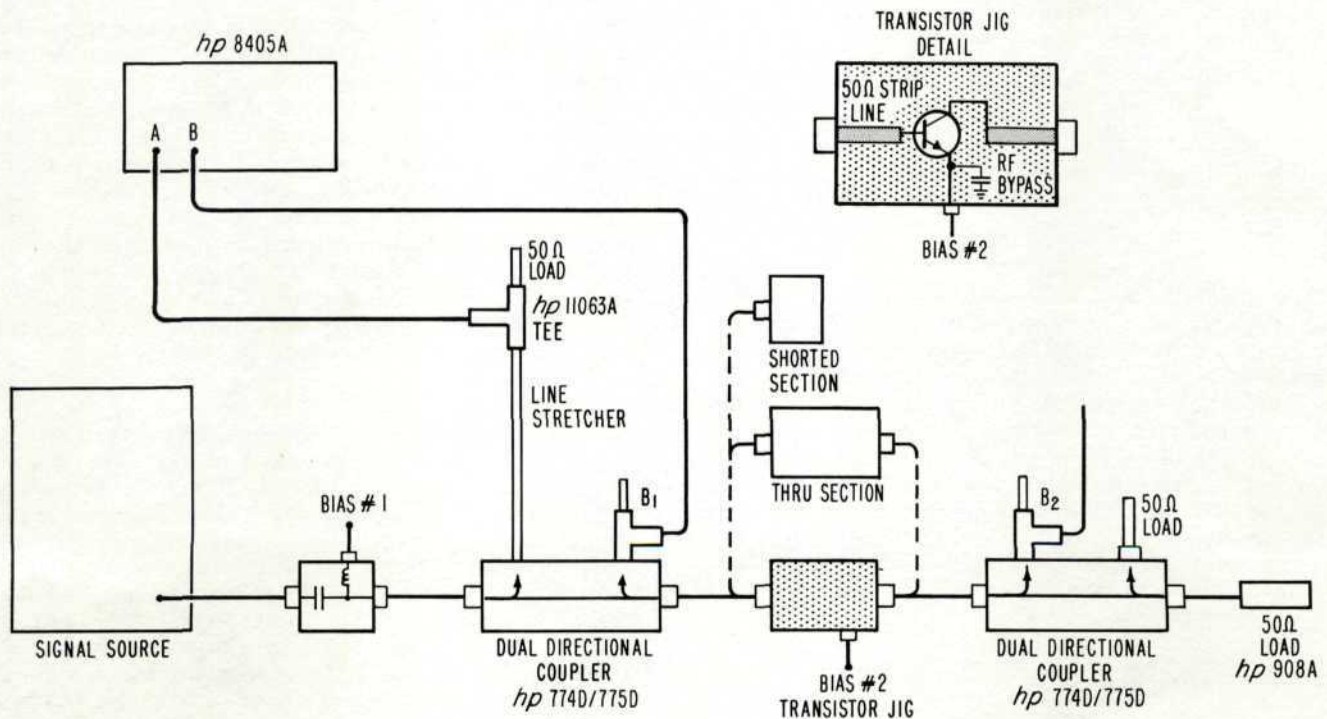 TRANSISTOR JIG
DETAIL
50Ω STRIP
LINE
RF
BYPASS
BIAS #2
hp 8405A
A B
50Ω
LOAD
hp 11063A
TEE
LINE
STRETCHER
SHORTED
SECTION
THRU SECTION
BIAS #1
B1
B2
50Ω
LOAD
SIGNAL SOURCE
DUAL DIRECTIONAL
COUPLER
hp 774D/775D
BIAS #2
TRANSISTOR JIG
DUAL DIRECTIONAL
COUPLER
hp 774D/775D
50Ω
LOAD
hp 908A